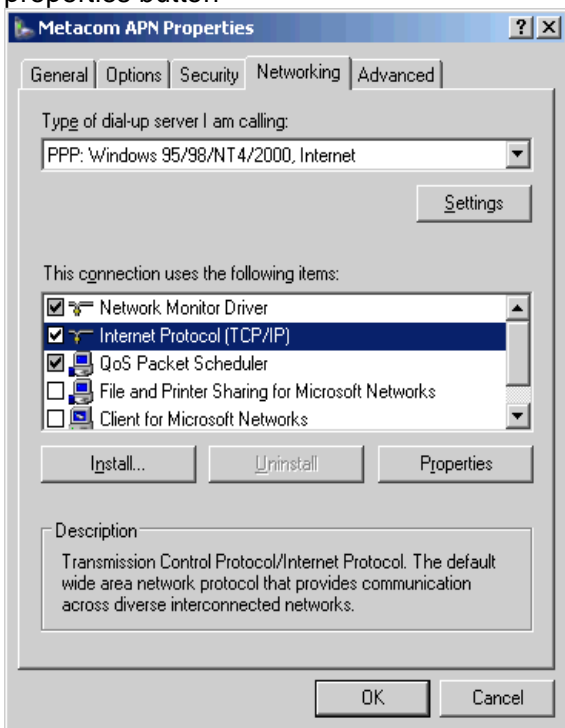 properties button
Metacom APN Properties
General Options Security Networking Advanced
Type of dial-up server I am calling:
PPP: Windows 95/98/NT4/2000, Internet
Settings
This connection uses the following items:
Network Monitor Driver
Internet Protocol (TCP/IP)
QoS Packet Scheduler
File and Printer Sharing for Microsoft Networks
Client for Microsoft Networks
Install... Uninstall Properties
Description
Transmission Control Protocol/Internet Protocol. The default
wide area network protocol that provides communication
across diverse interconnected networks.
OK Cancel